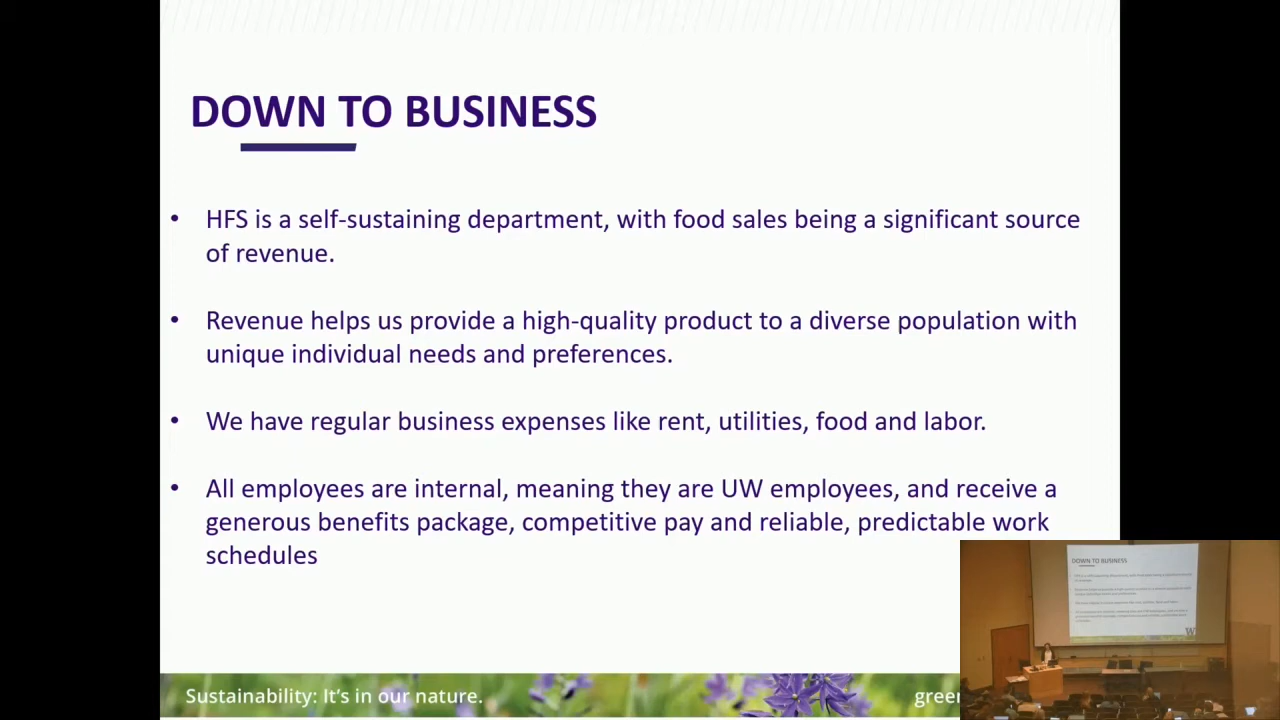 DOWN TO BUSINESS
• HFS is a self-sustaining department, with food sales being a significant source
of revenue.
• Revenue helps us provide a high-quality product to a diverse population with
unique individual needs and preferences.
• We have regular business expenses like rent, utilities, food and labor.
• All employees are internal, meaning they are UW employees, and receive a
generous benefits package, competitive pay and reliable, predictable work
schedules
Sustainability: It's in our nature.
green
DOWN TO BUSINESS
W